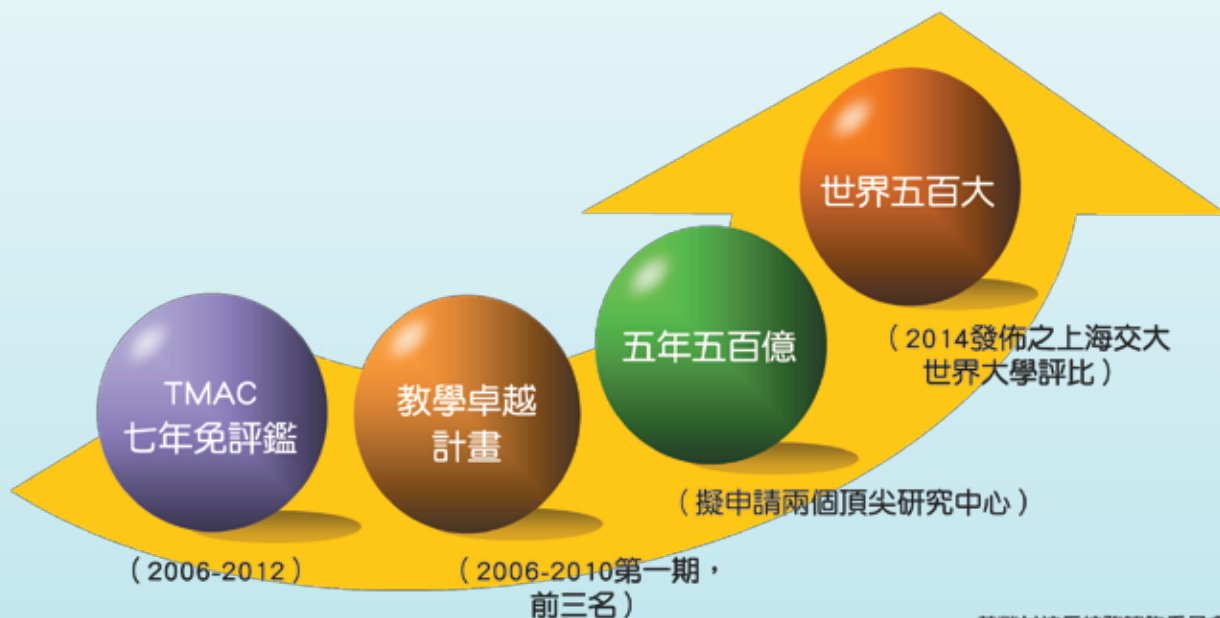 TMAC
七年免評鑑
（2006-2012）
教學卓越
計畫
（2006-2010第一期，
前三名）
五年五百億
（擬申請兩個頂尖研究中心）
世界五百大
（2014發佈之上海交大
世界大學評比）